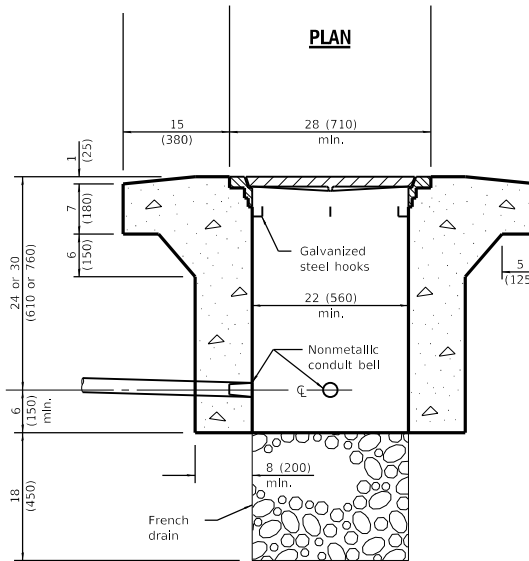 PLAN
15
(380)
28 (710)
min.
1
(25)
7
(180)
6
(150)
24 or 30
(610 or 760)
Galvanized
steel hooks
5
(125
22 (560)
min.
Nonmetallic
conduit bell
CL
6
(150)
min.
8 (200)
min.
18
(450)
French
drain